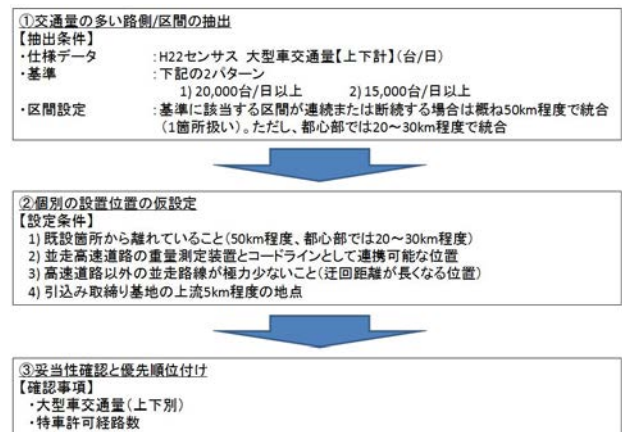 ①交通量の多い路側/区間の抽出
【抽出条件】
・仕様データ　：H22センサス 大型車交通量【上下計】(台/日)
・基準　：下記の2パターン
1) 20,000台/日以上　2) 15,000台/日以上
・区間設定　：基準に該当する区間が連続または断続する場合は概ね50km程度で統合
（1箇所扱い）。ただし、都心部では20～30km程度で統合
②個別の設置位置の仮設定
【設定条件】
1) 既設箇所から離れていること（50km程度、都心部では20～30km程度）
2) 並走高速道路の重量測定装置とコードラインとして連携可能な位置
3) 高速道路以外の並走路線が極力少ないこと（迂回距離が長くなる位置）
4) 引込み取締り基地の上流5km程度の地点
③妥当性確認と優先順位付け
【確認事項】
・大型車交通量（上下別）
・特車許可経路数